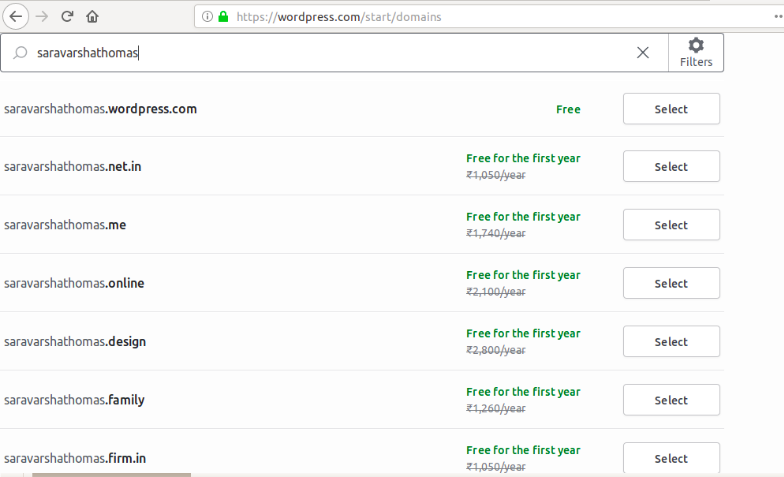 https://wordpress.com/start/domains
saravarshathomas
Filters
saravarshathomas.wordpress.com Free Select
saravarshathomas.net.in Free for the first year Select
₹1,050/year
saravarshathomas.me Free for the first year Select
₹1,740/year
saravarshathomas.online Free for the first year Select
₹2,100/year
saravarshathomas.design Free for the first year Select
₹2,800/year
saravarshathomas.family Free for the first year Select
₹1,260/year
saravarshathomas.firm.in Free for the first year Select
₹1,050/year